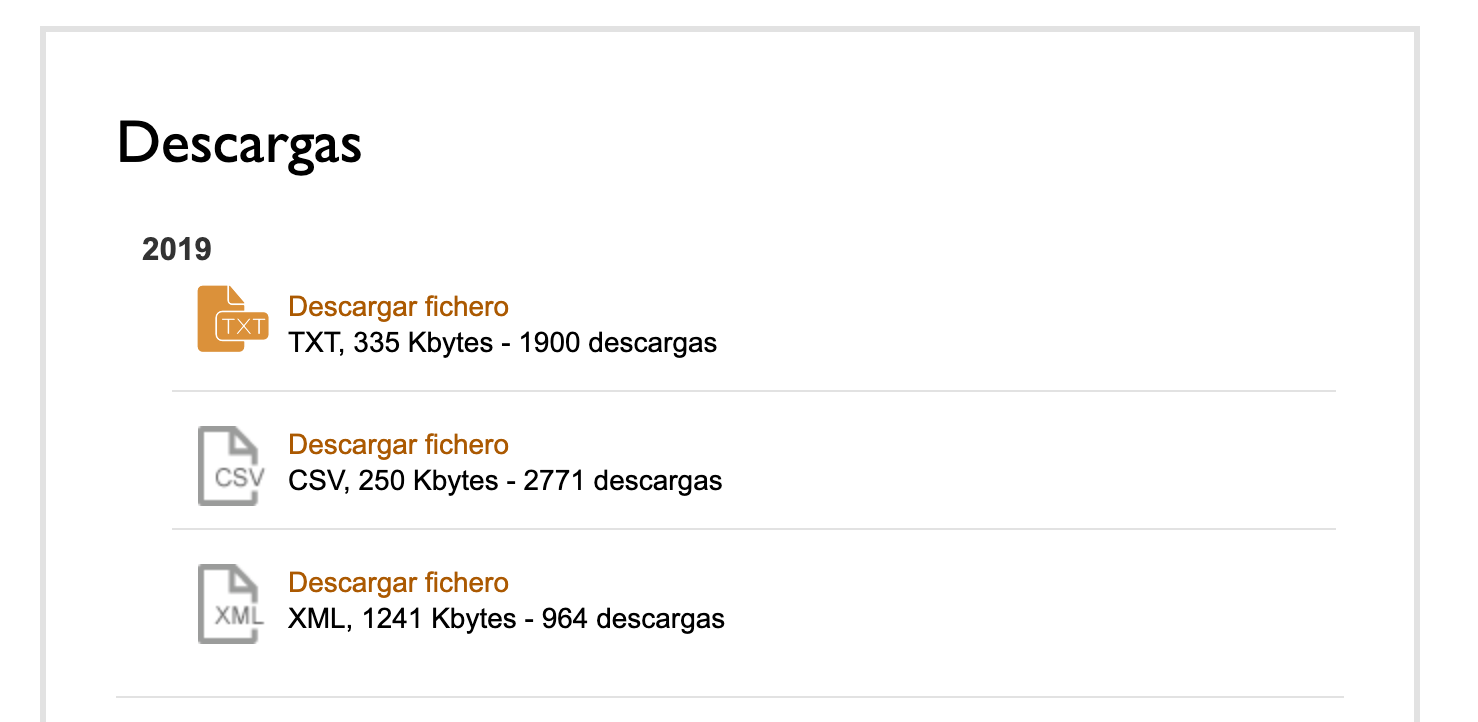 Descargas
2019
TXT
Descargar fichero
TXT, 335 Kbytes - 1900 descargas
CSV
Descargar fichero
CSV, 250 Kbytes - 2771 descargas
XML
Descargar fichero
XML, 1241 Kbytes - 964 descargas